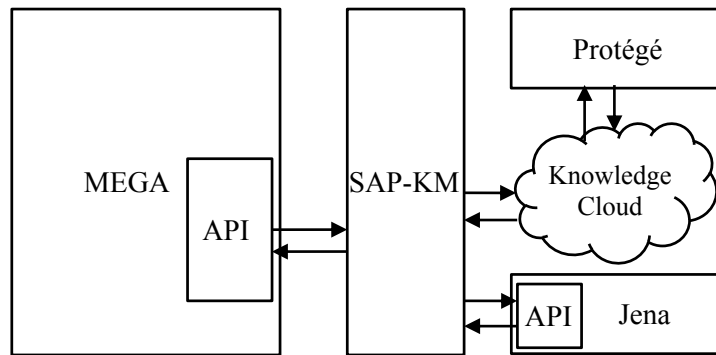 Protégé
MEGA
API
SAP-KM
Knowledge
Cloud
API
Jena